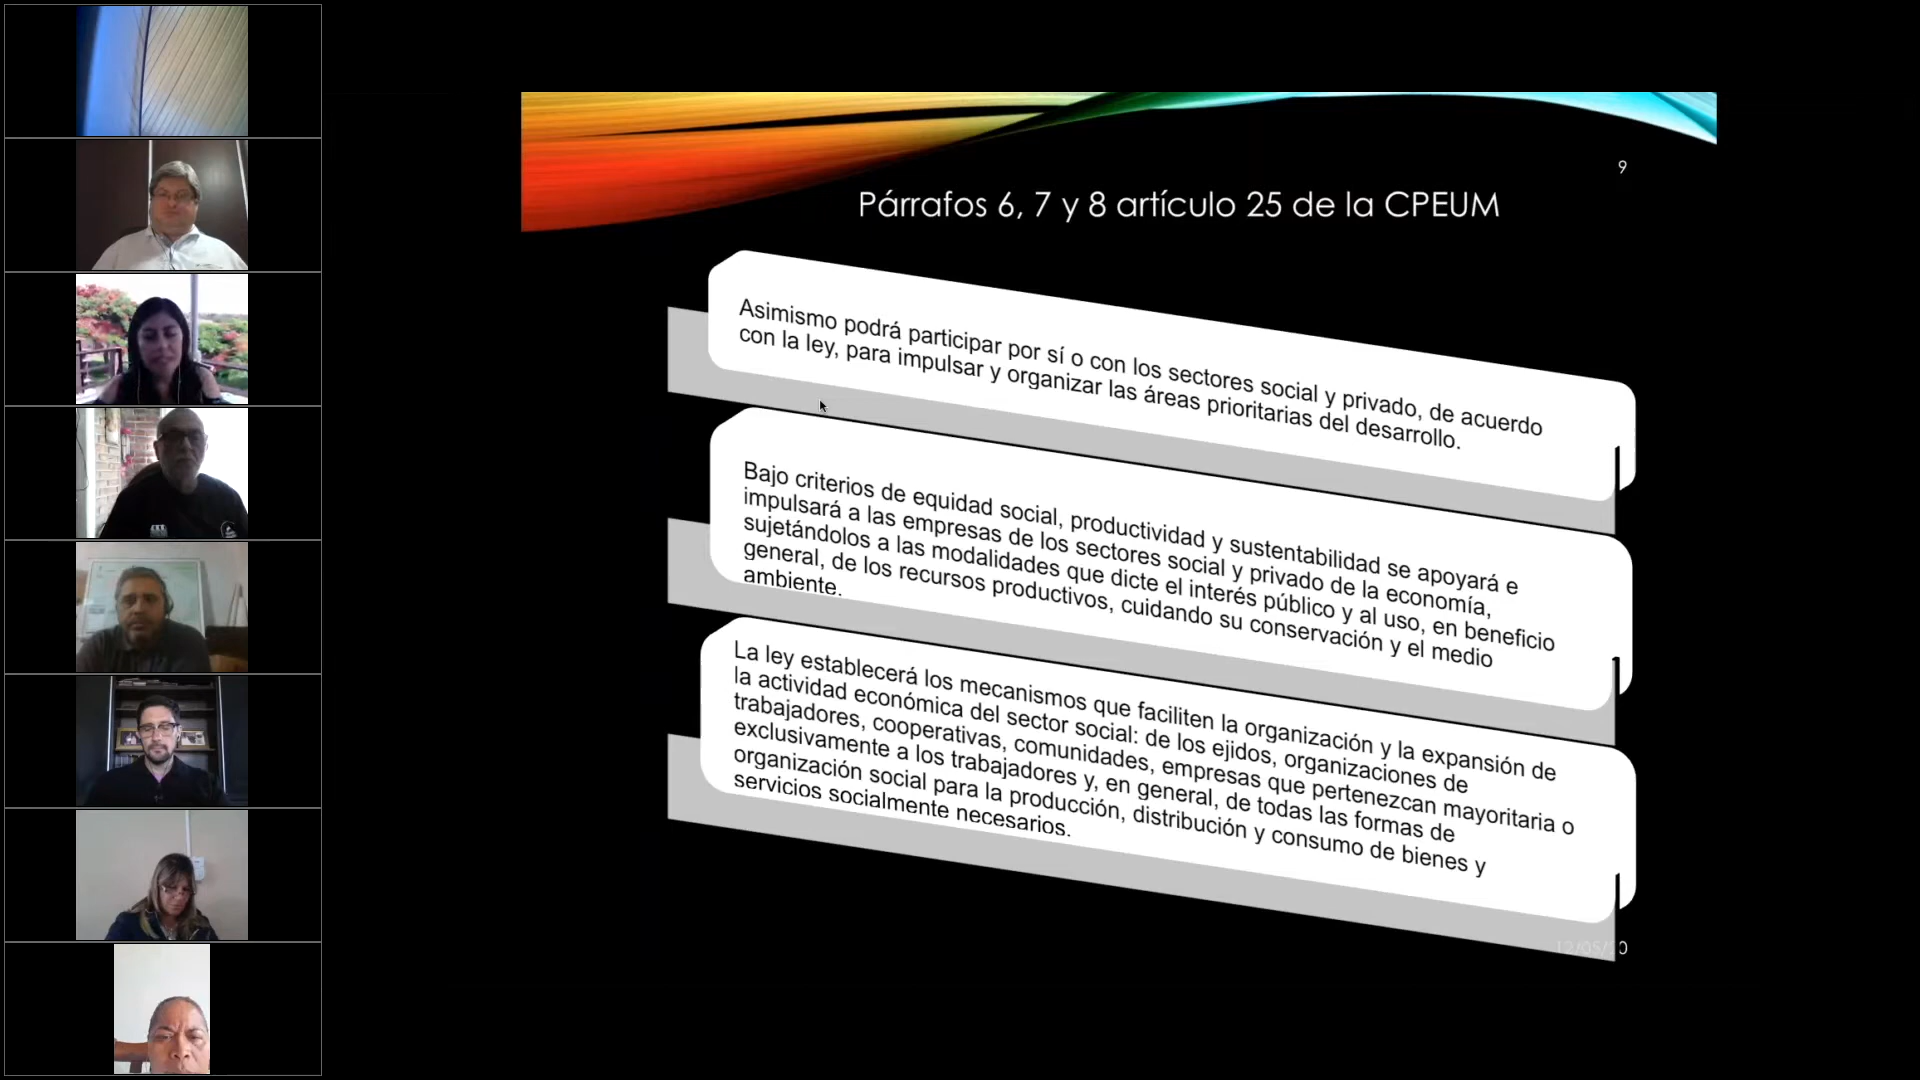 9
Párrafos 6, 7 y 8 artículo 25 de la CPEUM
Asimismo podrá participar por sí o con los sectores social y privado, de acuerdo
con la ley, para impulsar y organizar las áreas prioritarias del desarrollo.
Bajo criterios de equidad social, productividad y sustentabilidad se apoyará e
impulsará a las empresas de los sectores social y privado de la economía,
sujetándolos a las modalidades que dicte el interés público y al uso, en beneficio
general, de los recursos productivos, cuidando su conservación y el medio
ambiente.
La ley establecerá los mecanismos que faciliten la organización y la expansión de
la actividad económica del sector social: de los ejidos, organizaciones de
trabajadores, cooperativas, comunidades, empresas que pertenezcan mayoritaria o
exclusivamente a los trabajadores y, en general, de todas las formas de
organización social para la producción, distribución y consumo de bienes y
servicios socialmente necesarios.